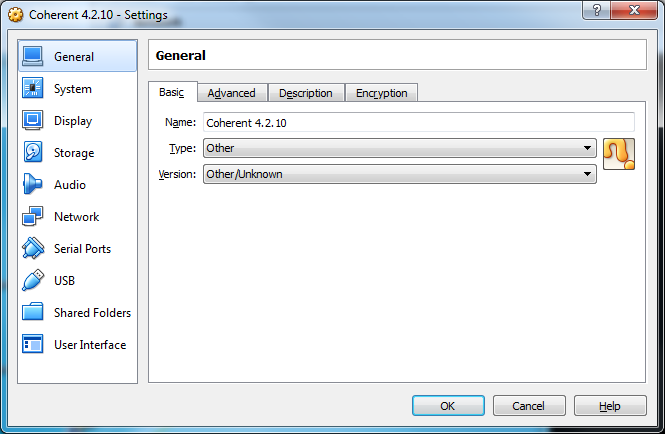 Coherent 4.2.10 - Settings
General
System
Display
Storage
Audio
Network
Serial Ports
USB
Shared Folders
User Interface
General
Basic Advanced Description Encryption
Name: Coherent 4.2.10
Type: Other
Version: Other/Unknown
OK Cancel Help